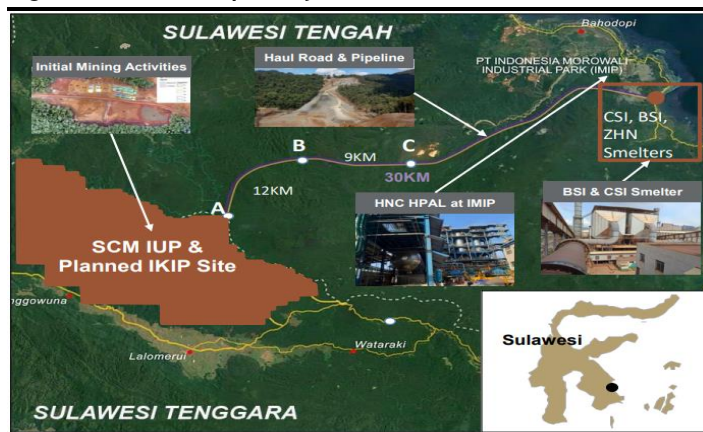 SULAWESI TENGAH
Bahodopi
Initial Mining Activities
Haul Road & Pipeline
PT INDONESIA MOROWALI
INDUSTRIAL PARK (IMIP)
CSI, BSI,
ZHN
Smelters
B
C
9KM
30KM
12KM
A
HNC HPAL at IMIP
BSI & CSI Smelter
SCM IUP &
Planned IKIP Site
nggowuna
Lalomerui
Wataraki
Sulawesi
SULAWESI TENGGARA